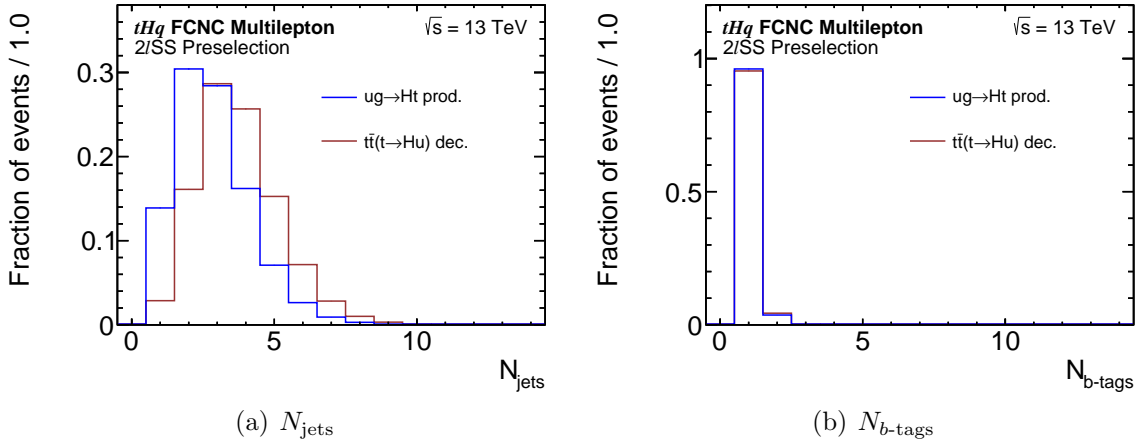 Fraction of events / 1.0
tHq FCNC Multilepton
√s = 13 TeV
2lSS Preselection
ug→Ht prod.
tt̄(t→Hu) dec.
0.3
0.2
0.1
0
0
5
10
N_jets
(a) N_jets
Fraction of events / 1.0
tHq FCNC Multilepton
√s = 13 TeV
2lSS Preselection
ug→Ht prod.
tt̄(t→Hu) dec.
1
0.5
0
0
5
10
N_b-tags
(b) N_b-tags